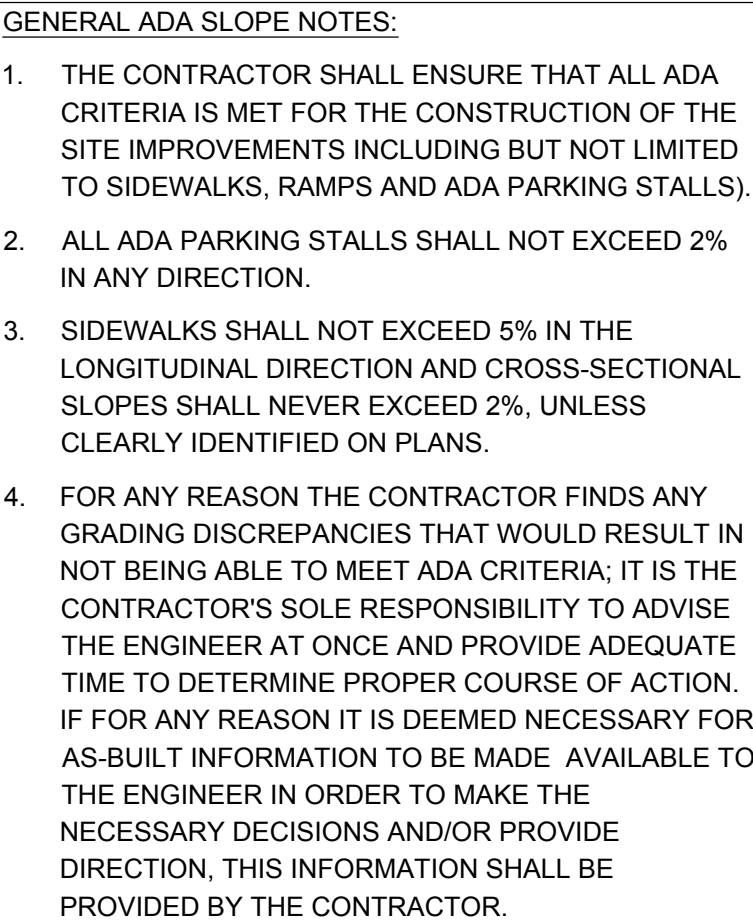 GENERAL ADA SLOPE NOTES:
1. THE CONTRACTOR SHALL ENSURE THAT ALL ADA
CRITERIA IS MET FOR THE CONSTRUCTION OF THE
SITE IMPROVEMENTS INCLUDING BUT NOT LIMITED
TO SIDEWALKS, RAMPS AND ADA PARKING STALLS).
2. ALL ADA PARKING STALLS SHALL NOT EXCEED 2%
IN ANY DIRECTION.
3. SIDEWALKS SHALL NOT EXCEED 5% IN THE
LONGITUDINAL DIRECTION AND CROSS-SECTIONAL
SLOPES SHALL NEVER EXCEED 2%, UNLESS
CLEARLY IDENTIFIED ON PLANS.
4. FOR ANY REASON THE CONTRACTOR FINDS ANY
GRADING DISCREPANCIES THAT WOULD RESULT IN
NOT BEING ABLE TO MEET ADA CRITERIA; IT IS THE
CONTRACTOR'S SOLE RESPONSIBILITY TO ADVISE
THE ENGINEER AT ONCE AND PROVIDE ADEQUATE
TIME TO DETERMINE PROPER COURSE OF ACTION.
IF FOR ANY REASON IT IS DEEMED NECESSARY FOR
AS-BUILT INFORMATION TO BE MADE AVAILABLE TO
THE ENGINEER IN ORDER TO MAKE THE
NECESSARY DECISIONS AND/OR PROVIDE
DIRECTION, THIS INFORMATION SHALL BE
PROVIDED BY THE CONTRACTOR.